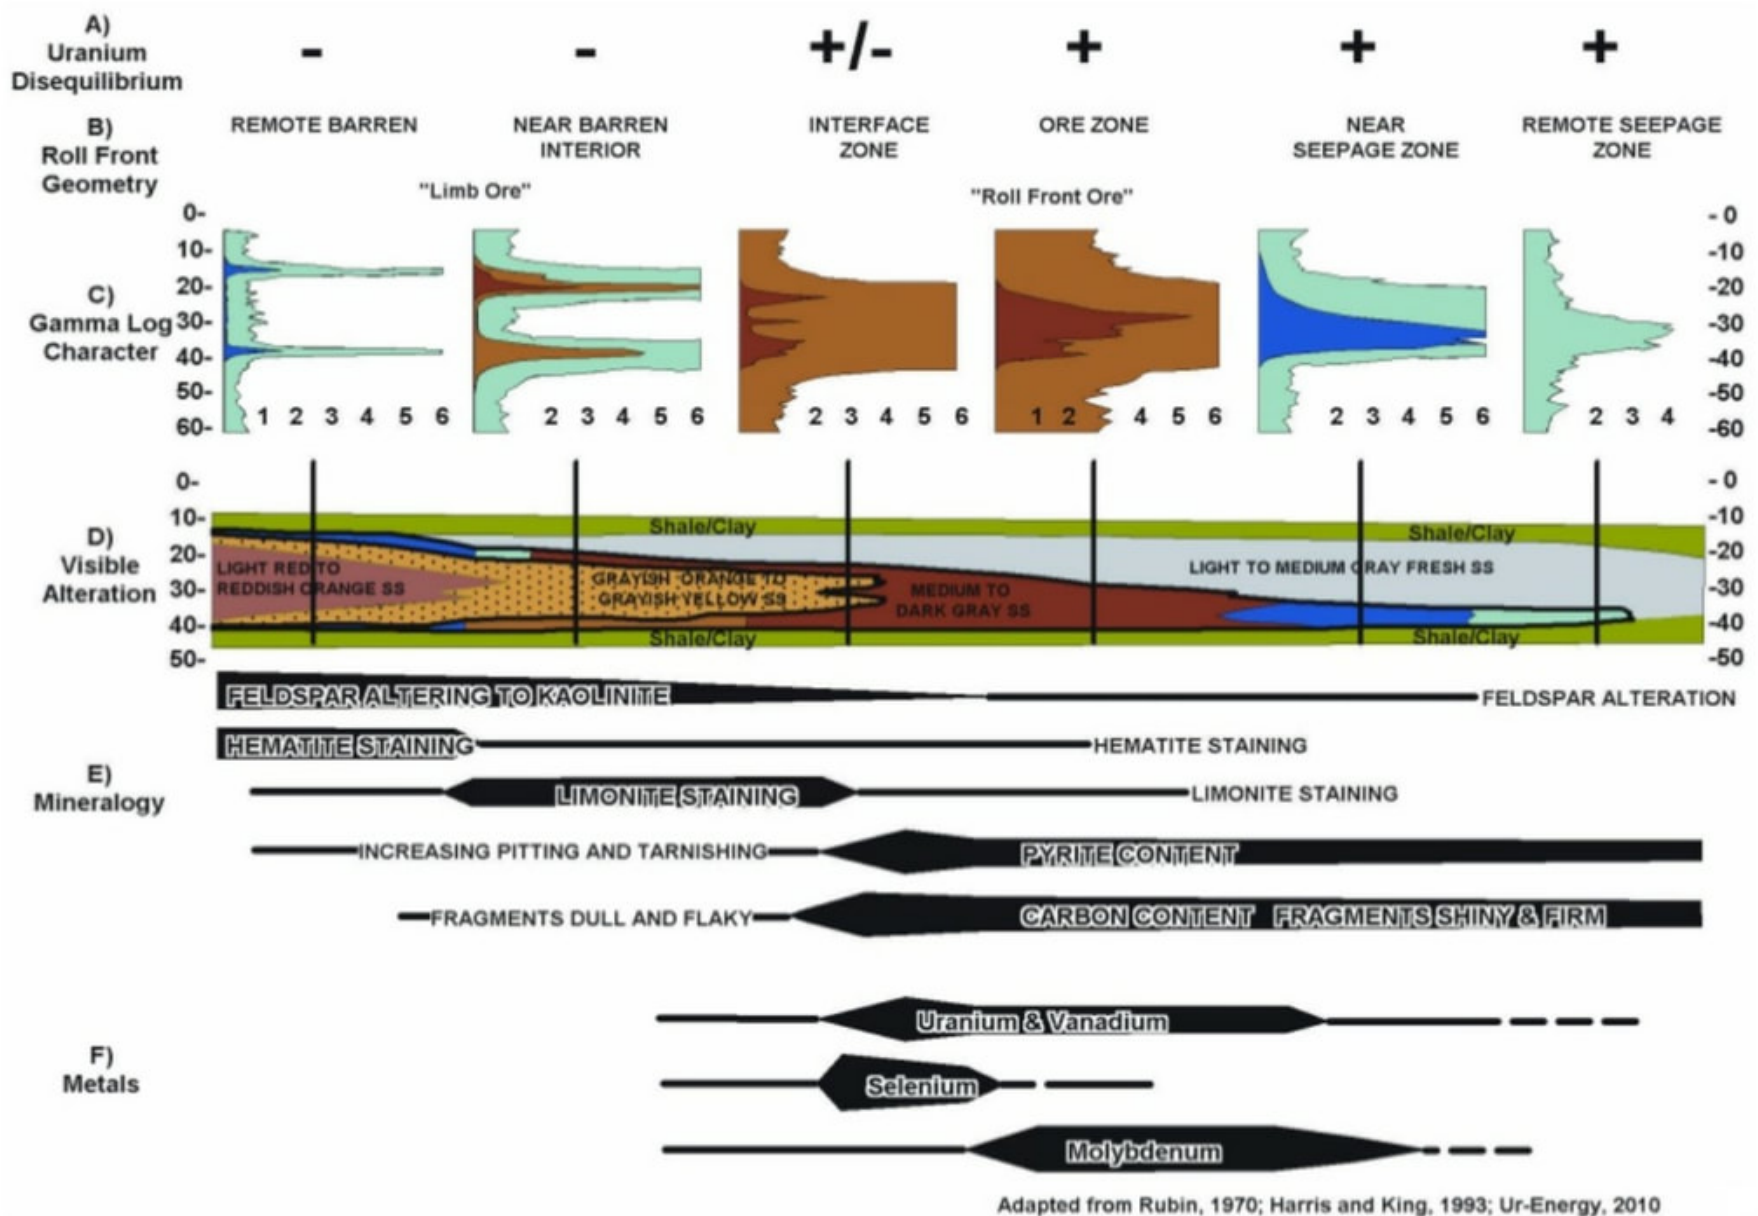 A)
Uranium
Disequilibrium
- - +/- + + +
B)
Roll Front
Geometry
REMOTE BARREN
NEAR BARREN
INTERIOR
INTERFACE
ZONE
ORE ZONE
NEAR
SEEPAGE ZONE
REMOTE SEEPAGE
ZONE
"Limb Ore"
"Roll Front Ore"
C)
Gamma Log
Character
0-
10-
20-
30-
40-
50-
60-
1 2 3 4 5 6
2 3 4 5 6
2 3 4 5 6
1 2 4 5 6
2 3 4 5 6
2 3 4
- 0
-10
-20
-30
-40
-50
-60
D)
Visible
Alteration
0-
10-
20-
30-
40-
50-
Shale/Clay
Shale/Clay
LIGHT RED TO
REDDISH ORANGE SS
GRAYISH ORANGE TO
GRAYISH YELLOW SS
MEDIUM TO
DARK GRAY SS
LIGHT TO MEDIUM GRAY FRESH SS
Shale/Clay
Shale/Clay
- 0
-10
-20
-30
-40
-50
E)
Mineralogy
FELDSPAR ALTERING TO KAOLINITE
FELDSPAR ALTERATION
HEMATITE STAINING
HEMATITE STAINING
LIMONITE STAINING
LIMONITE STAINING
INCREASING PITTING AND TARNISHING
PYRITE CONTENT
FRAGMENTS DULL AND FLAKY
CARBON CONTENT FRAGMENTS SHINY & FIRM
F)
Metals
Uranium & Vanadium
Selenium
Molybdenum
Adapted from Rubin, 1970; Harris and King, 1993; Ur-Energy, 2010